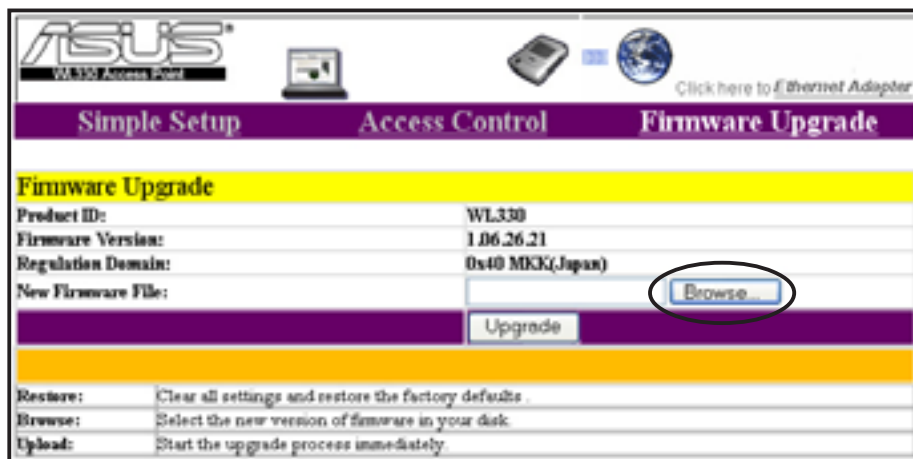 ASUS
WL330 Access Point
Click here to Ethernet Adapter
Simple Setup Access Control Firmware Upgrade
Firmware Upgrade
Product ID: WL330
Firmware Version: 1.06.26.21
Regulation Domain: 0x40 MKK(Japan)
New Firmware File: Browse...
Upgrade
Restore: Clear all settings and restore the factory defaults .
Browse: Select the new version of firmware in your disk.
Upload: Start the upgrade process immediately.